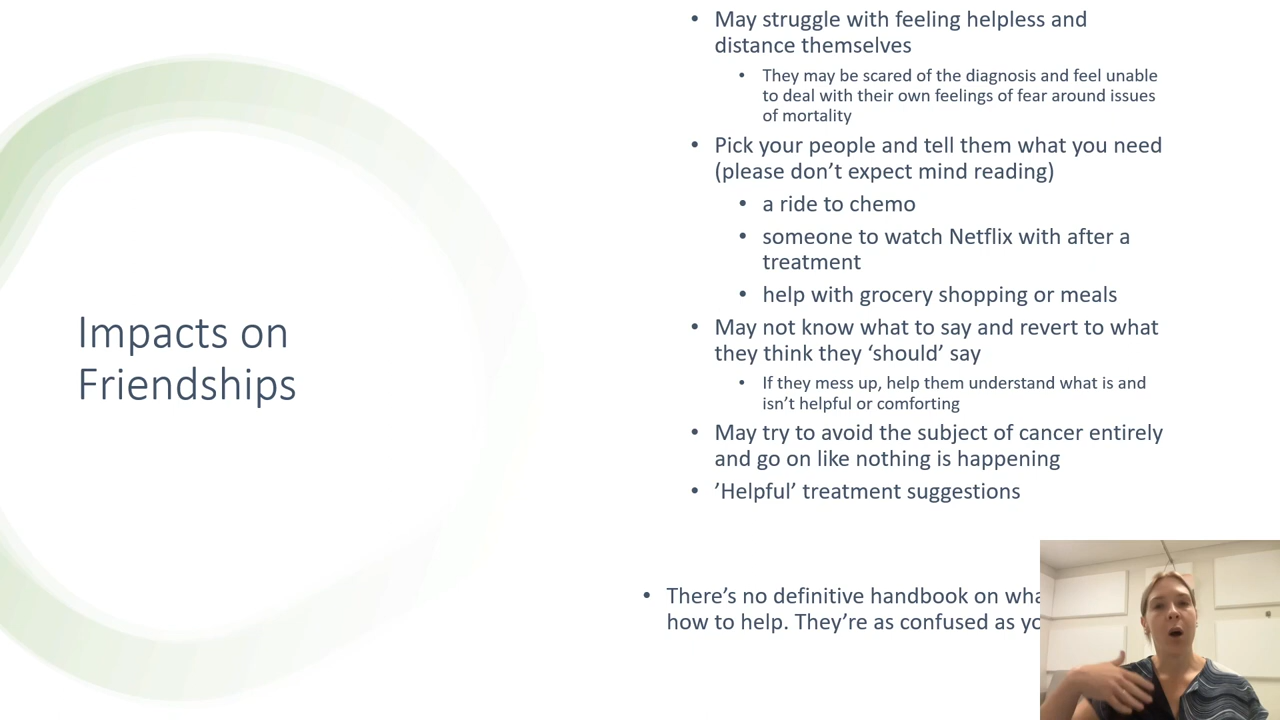 Impacts on
Friendships
• May struggle with feeling helpless and
distance themselves
• They may be scared of the diagnosis and feel unable
to deal with their own feelings of fear around issues
of mortality
• Pick your people and tell them what you need
(please don’t expect mind reading)
• a ride to chemo
• someone to watch Netflix with after a
treatment
• help with grocery shopping or meals
• May not know what to say and revert to what
they think they ‘should’ say
• If they mess up, help them understand what is and
isn’t helpful or comforting
• May try to avoid the subject of cancer entirely
and go on like nothing is happening
• ’Helpful’ treatment suggestions
• There’s no definitive handbook on
how to help. They’re as confused as